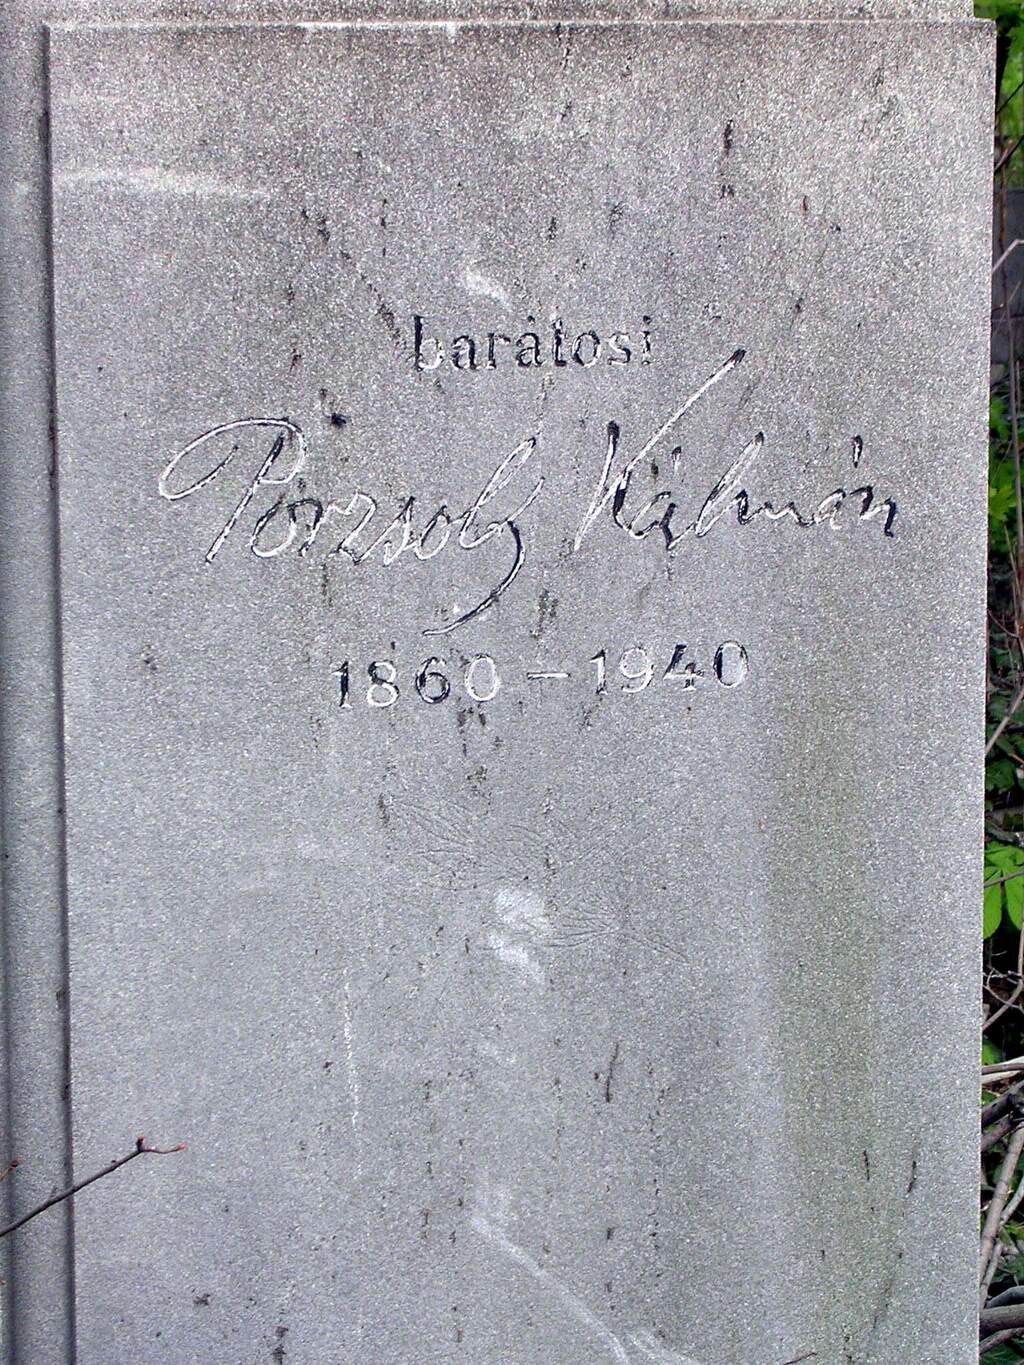 barátosi
Porzsolt Kálmán
1860 – 1940